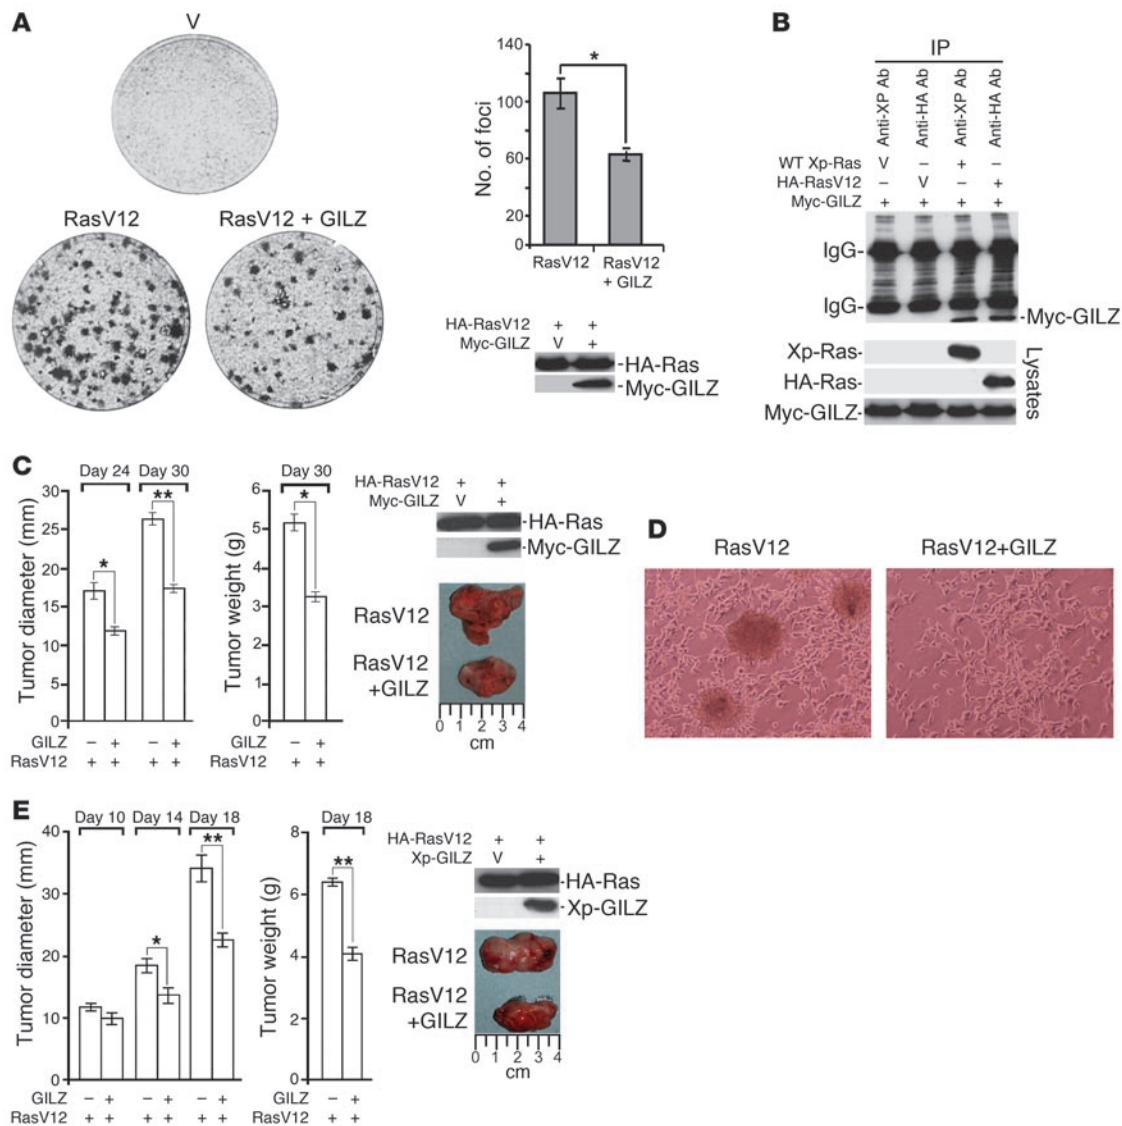 A
V
RasV12
RasV12 + GILZ
No. of foci
140
100
60
20
0
*
RasV12
RasV12
+ GILZ
HA-RasV12 + +
Myc-GILZ V +
-HA-Ras
-Myc-GILZ
B
IP
Anti-XP Ab
Anti-HA Ab
Anti-XP Ab
Anti-HA Ab
WT Xp-Ras V – + –
HA-RasV12 – V – +
Myc-GILZ + + + +
IgG-
IgG-
-Myc-GILZ
Xp-Ras-
HA-Ras-
Myc-GILZ-
Lysates
C
Day 24 Day 30
Tumor diameter (mm)
30
25
20
15
10
5
0
*
**
GILZ – + – +
RasV12 + + + +
Day 30
Tumor weight (g)
6
5
4
3
2
1
0
*
GILZ – +
RasV12 + +
HA-RasV12 + +
Myc-GILZ V +
-HA-Ras
-Myc-GILZ
RasV12
RasV12
+GILZ
0 1 2 3 4
cm
D
RasV12
RasV12+GILZ
E
Day 10 Day 14 Day 18
Tumor diameter (mm)
40
30
20
10
0
*
**
GILZ – + – + – +
RasV12 + + + + + +
Day 18
Tumor weight (g)
8
6
4
2
0
**
GILZ – +
RasV12 + +
HA-RasV12 + +
Xp-GILZ V +
-HA-Ras
-Xp-GILZ
RasV12
RasV12
+GILZ
0 1 2 3 4
cm